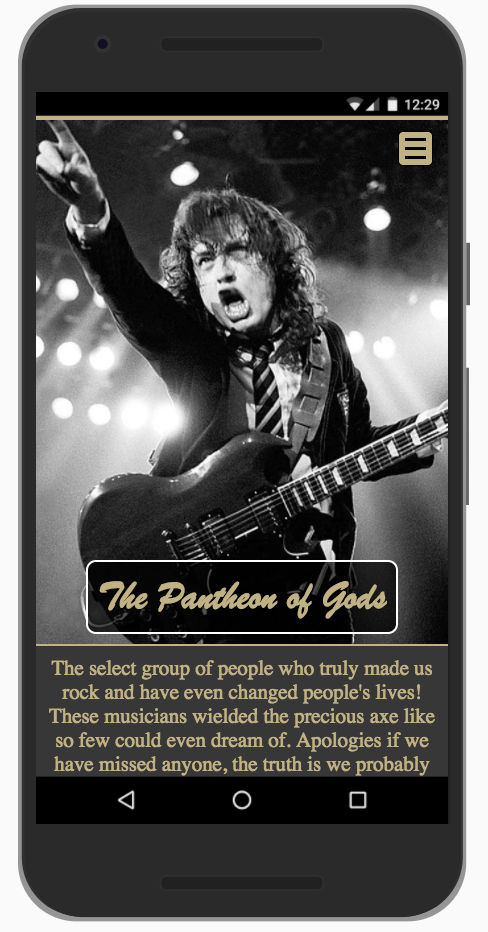 12:29
The Pantheon of Gods
The select group of people who truly made us
rock and have even changed people's lives!
These musicians wielded the precious axe like
so few could even dream of. Apologies if we
have missed anyone, the truth is we probably